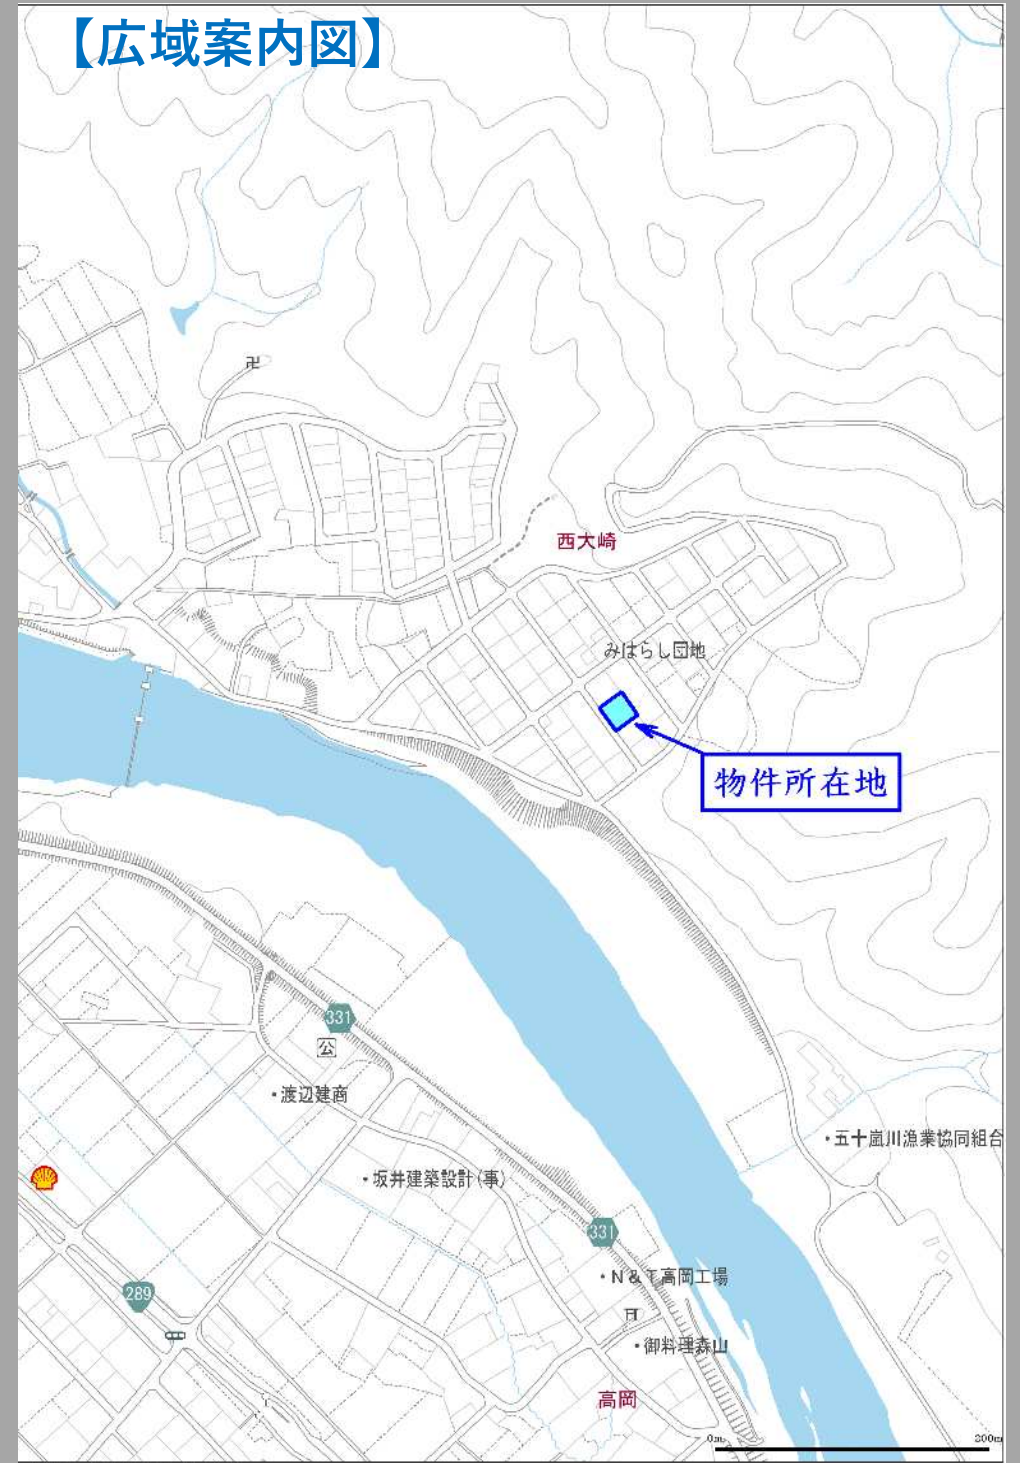 【広域案内図】
卍
西大崎
みはらし団地
物件所在地
331
公
・渡辺建商
・五十嵐川漁業協同組合
・坂井建築設計(事)
331
・N&T高岡工場
289
・御料理森山
高岡
0m
200m